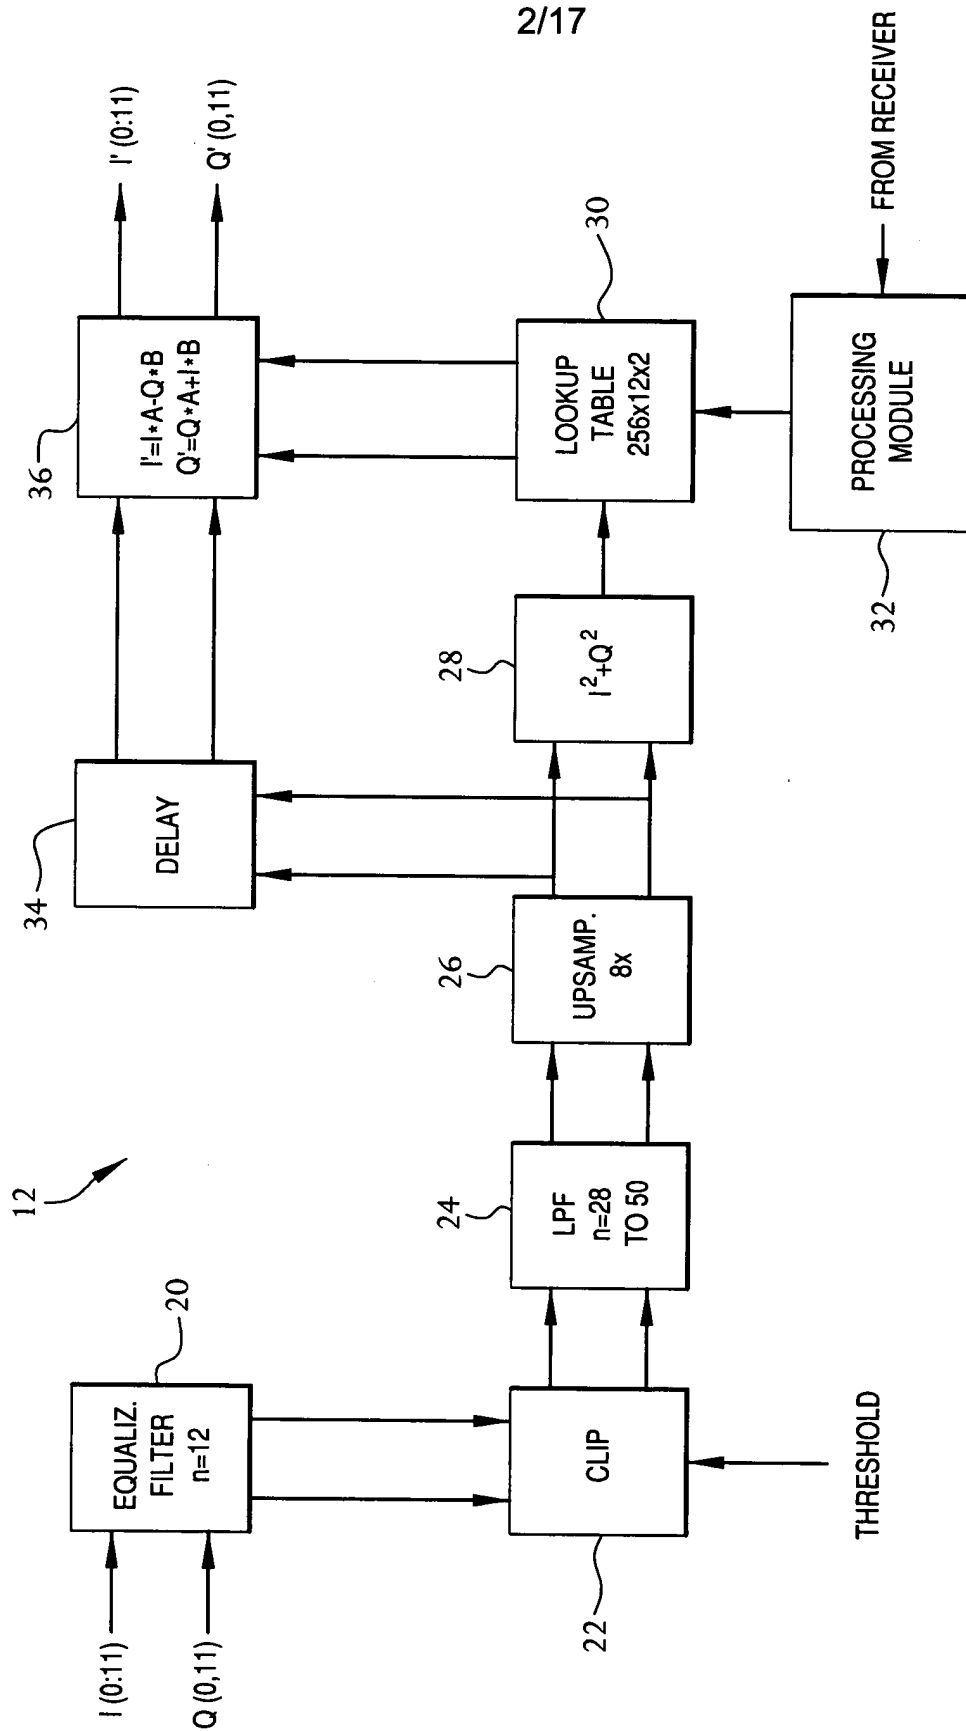 2/17
12
I (0:11)
Q (0,11)
EQUALIZ.
FILTER
n=12
20
CLIP
22
THRESHOLD
LPF
n=28
TO 50
24
UPSAMP.
8x
26
DELAY
34
I²+Q²
28
LOOKUP
TABLE
256x12x2
30
PROCESSING
MODULE
32
FROM RECEIVER
I'=I*A-Q*B
Q'=Q*A+I*B
36
I' (0:11)
Q' (0,11)